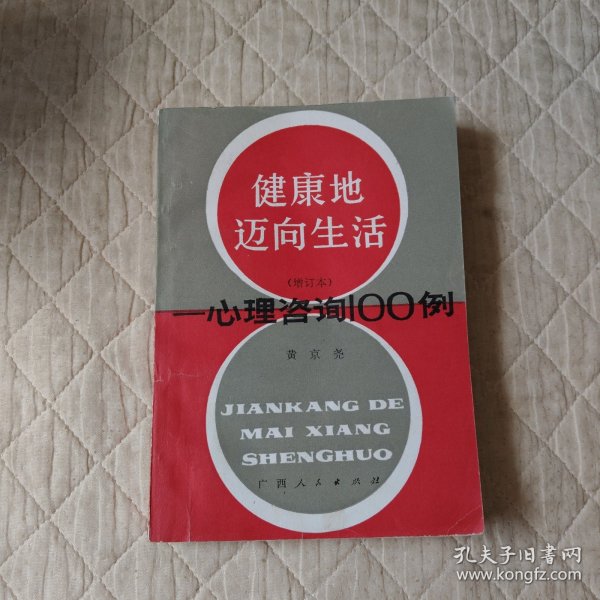 健康地
迈向生活
(增订本)
一心理咨询100例
黄京尧
JIANKANG DE
MAI XIANG
SHENGHUO
广西人民出版社
孔夫子旧书网
www.kongfz.com